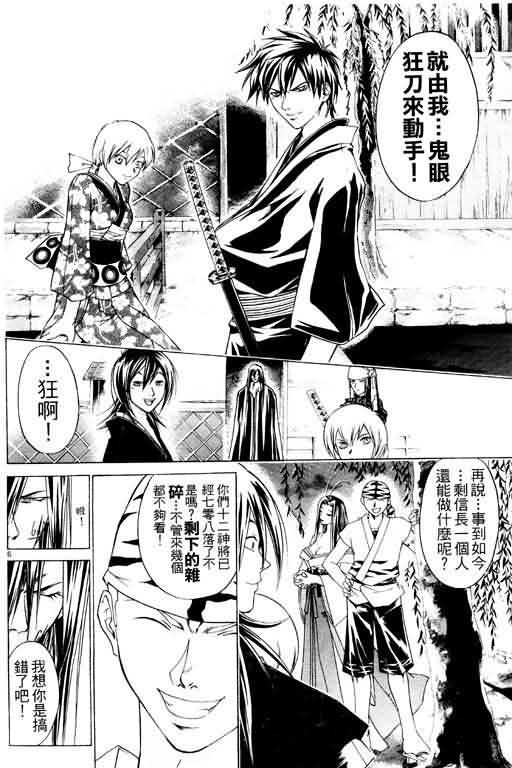 就由我…鬼眼
狂刀來動手！
…狂啊！
再說…事到如今
…剩信長一個人
還能做什麼呢？
你們十二神將已
經七零八落了不
是嗎？剩下的雜
碎…不管來幾個
都不夠看！
啦！
6
我想你是搞
錯了吧！